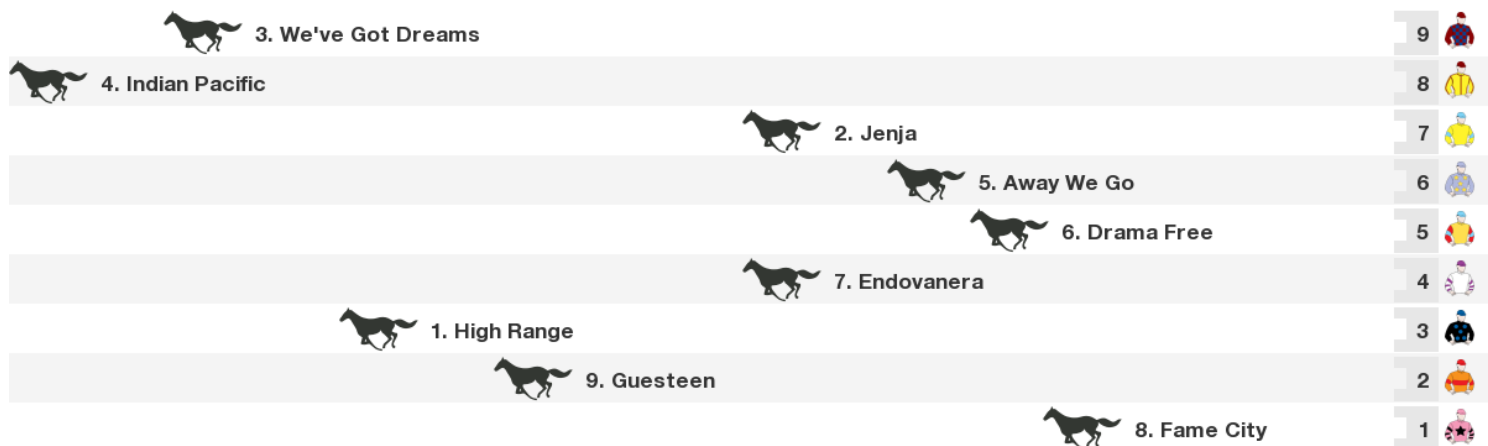 3. We've Got Dreams 9
4. Indian Pacific 8
2. Jenja 7
5. Away We Go 6
6. Drama Free 5
7. Endovanera 4
1. High Range 3
9. Guesteen 2
8. Fame City 1